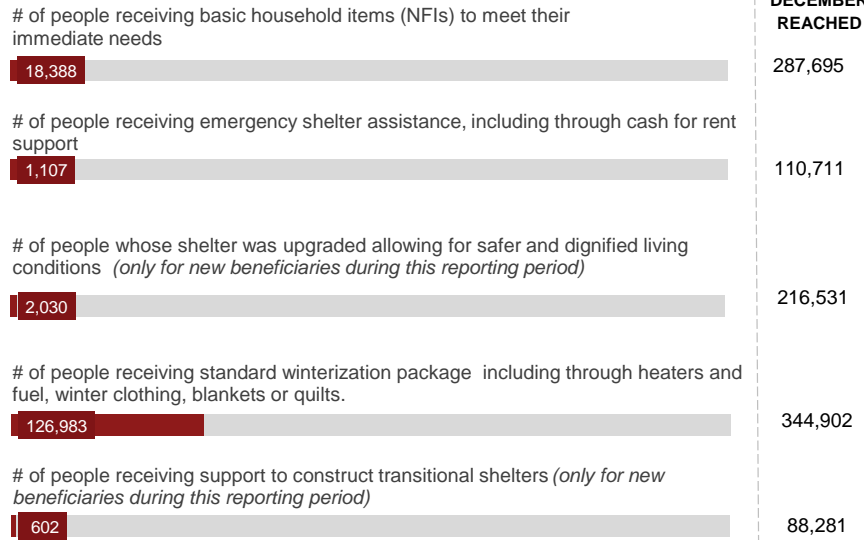 DECEMBER
REACHED
# of people receiving basic household items (NFIs) to meet their
immediate needs
18,388
287,695
# of people receiving emergency shelter assistance, including through cash for rent
support
1,107
110,711
# of people whose shelter was upgraded allowing for safer and dignified living
conditions (only for new beneficiaries during this reporting period)
2,030
216,531
# of people receiving standard winterization package including through heaters and
fuel, winter clothing, blankets or quilts.
126,983
344,902
# of people receiving support to construct transitional shelters (only for new
beneficiaries during this reporting period)
602
88,281